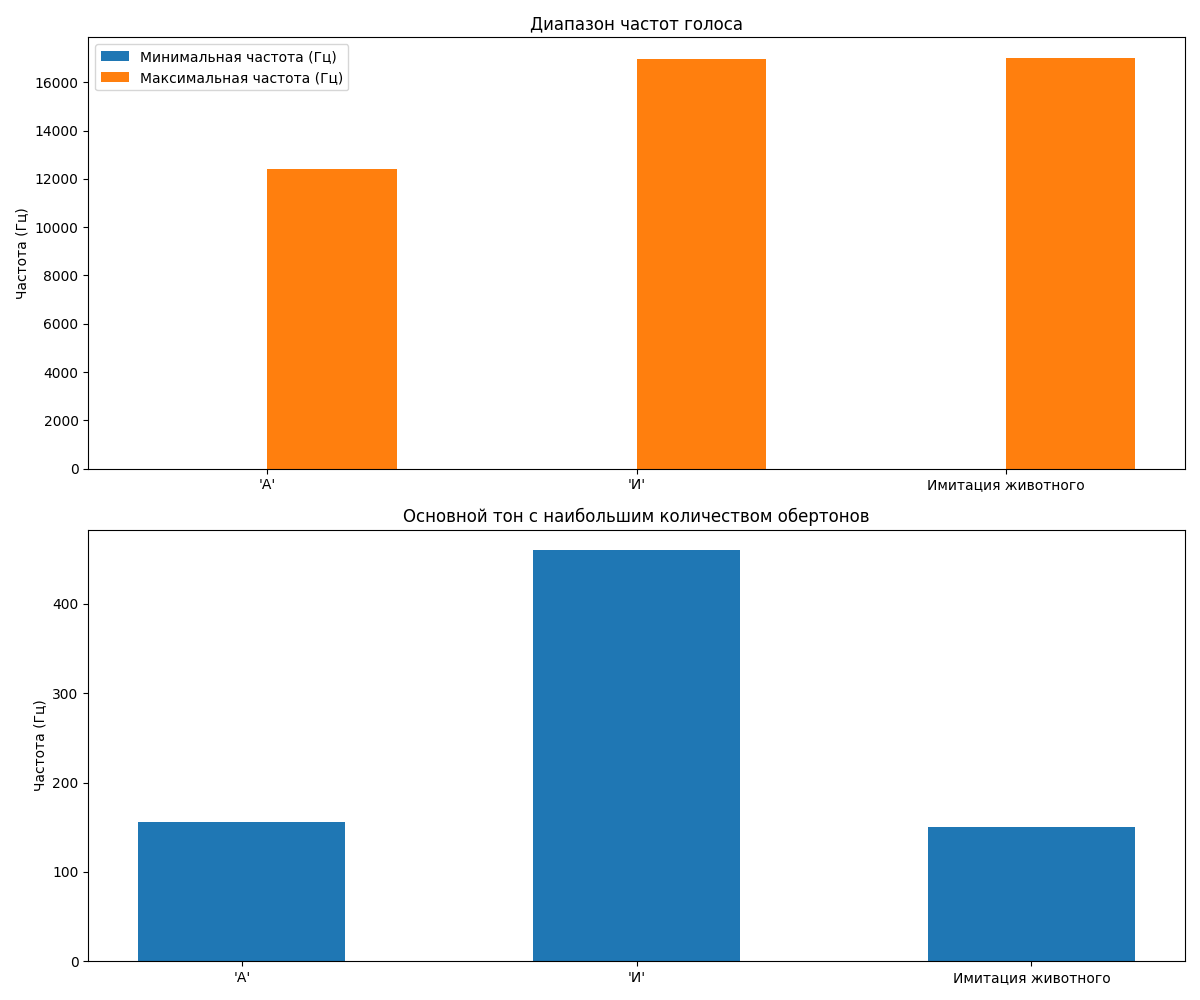 Диапазон частот голоса
Минимальная частота (Гц)
Максимальная частота (Гц)
Частота (Гц)
16000
14000
12000
10000
8000
6000
4000
2000
0
'А'
'И'
Имитация животного
Основной тон с наибольшим количеством обертонов
Частота (Гц)
400
300
200
100
0
'А'
'И'
Имитация животного